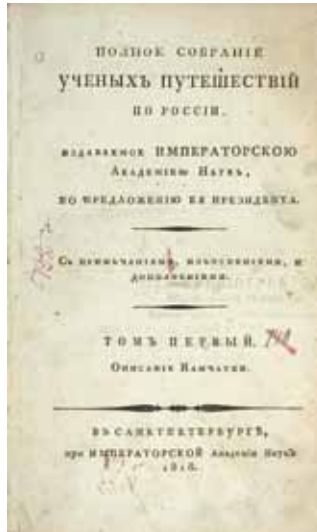 ПОЛНОЕ СОБРАНІЕ
УЧЕНЫХЪ ПУТЕШЕСТВІЙ
ПО РОССІИ,
ИЗДАВАЕМОЕ ИМПЕРАТОРСКОЮ
АКАДЕМІЕЮ НАУКЪ,
ПО ПРЕДЛОЖЕНІЮ ЕЯ ПРЕЗИДЕНТА.
Съ примѣчаніями, изъясненіями, и
дополненіями.
ТОМЪ ПЕРВЫЙ.
Описаніе Камчатки.
ВЪ САНКТПЕТЕРБУРГѢ,
при ИМПЕРАТОРСКОЙ Академіи Наукъ
1818.